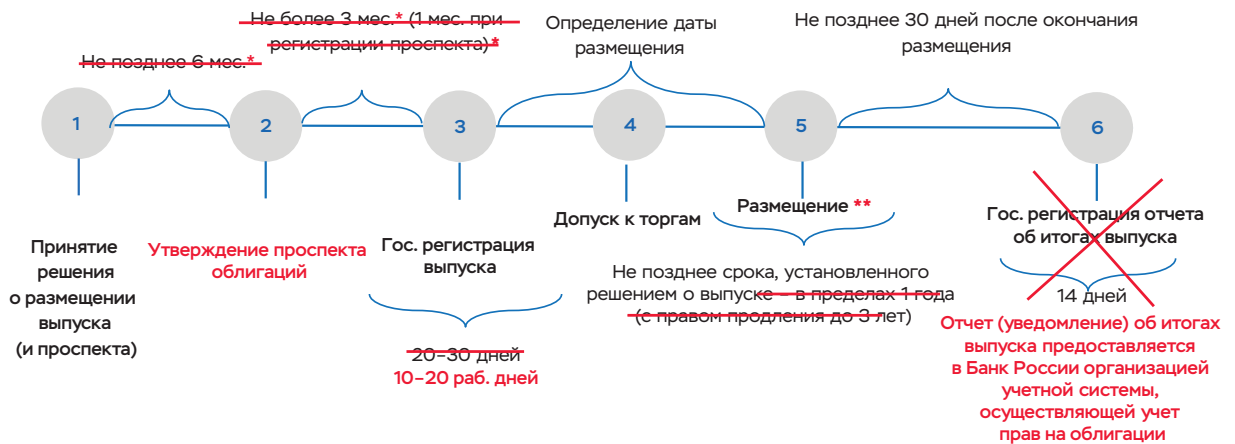 Не более 3 мес.* (1 мес. при
регистрации проспекта)*
Не позднее 6 мес.*
Определение даты
размещения
Не позднее 30 дней после окончания
размещения
1
2
3
4
5
6
Принятие
решения
о размещении
выпуска
(и проспекта)
Утверждение проспекта
облигаций
Гос. регистрация
выпуска
20–30 дней
10–20 раб. дней
Допуск к торгам
Размещение **
Не позднее срока, установленного
решением о выпуске – в пределах 1 года
(с правом продления до 3 лет)
Гос. регистрация отчета
об итогах выпуска
14 дней
Отчет (уведомление) об итогах
выпуска предоставляется
в Банк России организацией
учетной системы,
осуществляющей учет
прав на облигации